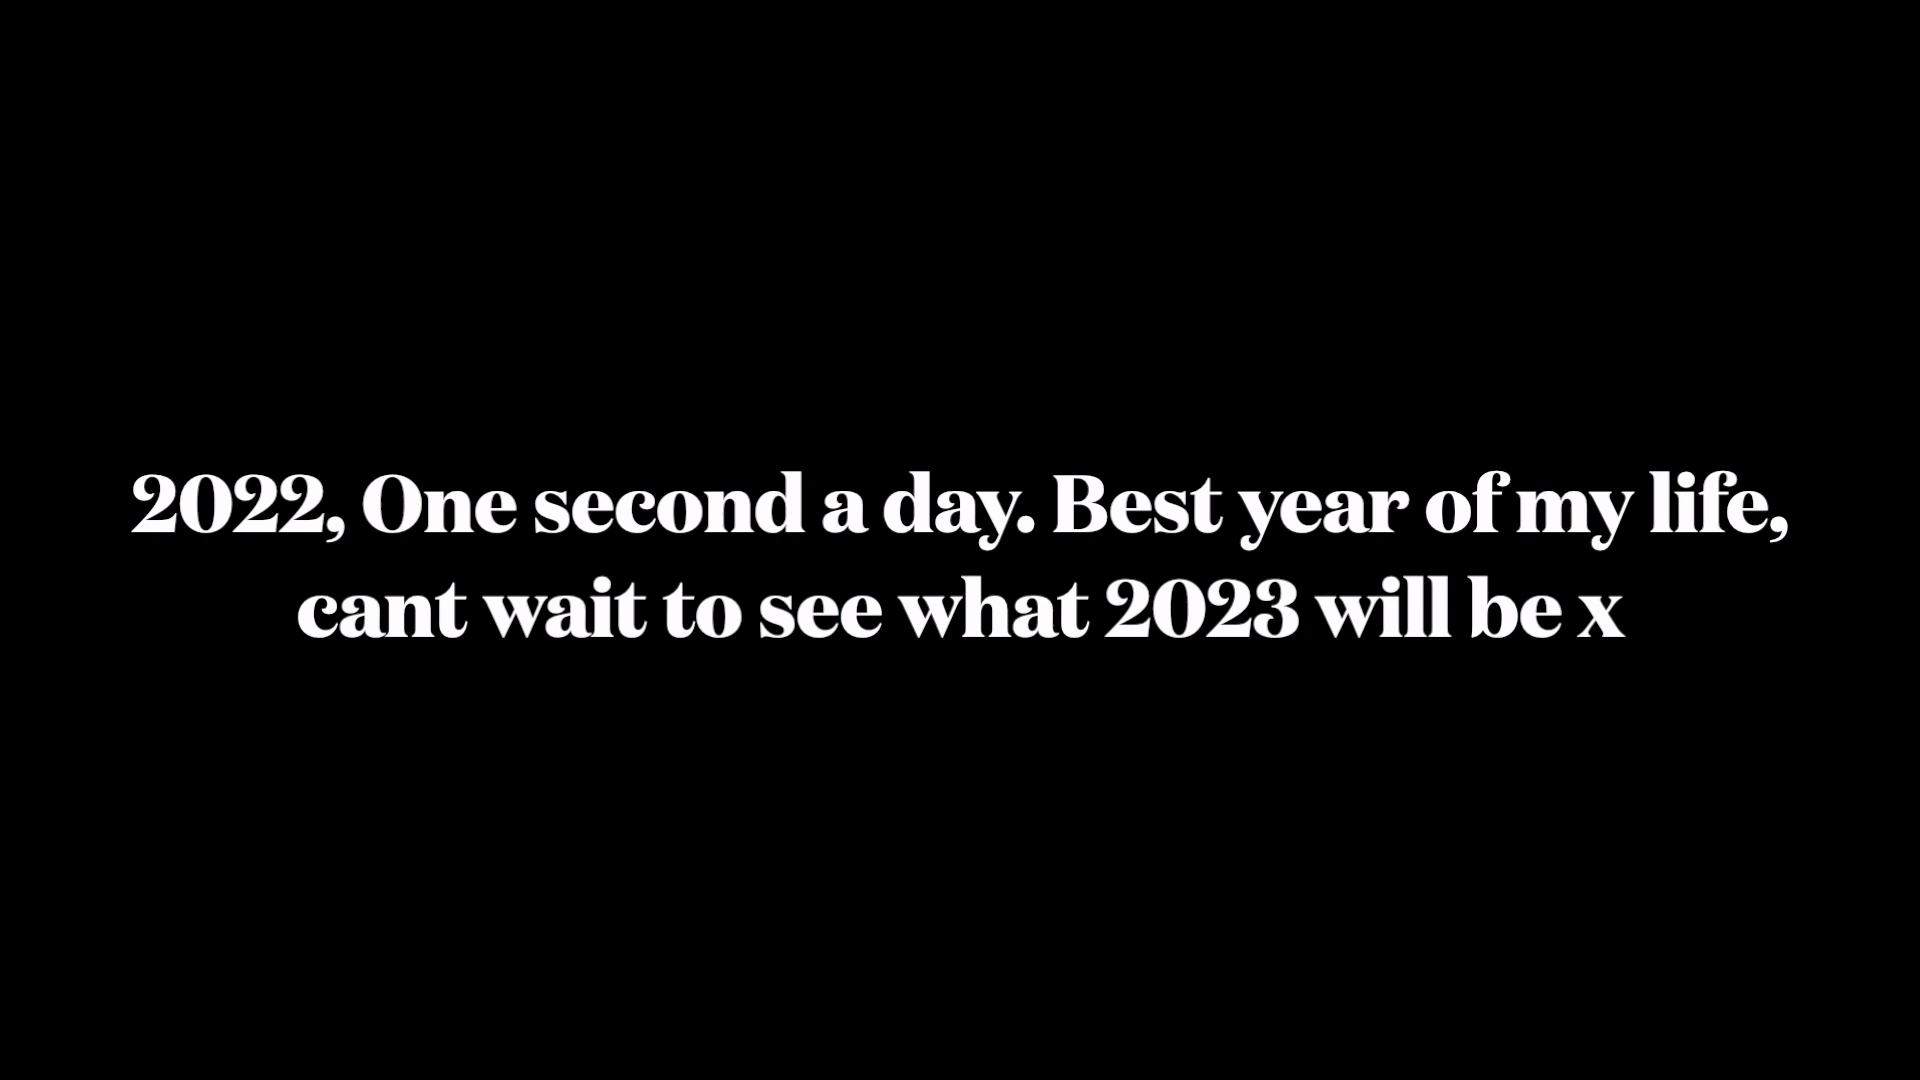 2022, One second a day. Best year of my life,
cant wait to see what 2023 will be x